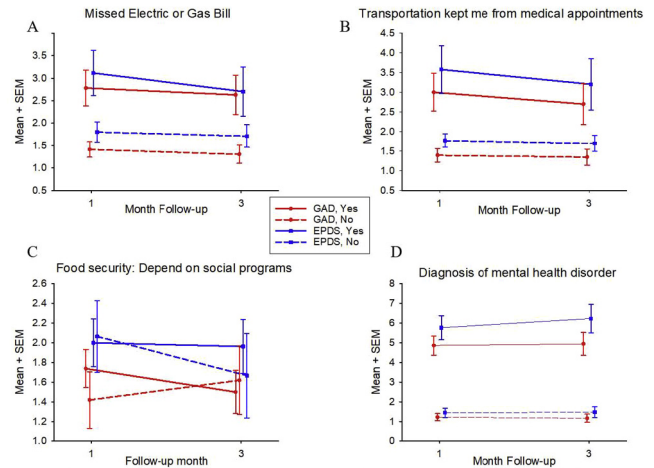 A
Missed Electric or Gas Bill
4.0
3.5
3.0
2.5
2.0
1.5
1.0
0.5
Mean + SEM
1
3
Month Follow-up
B
Transportation kept me from medical appointments
5.0
4.5
4.0
3.5
3.0
2.5
2.0
1.5
1.0
0.5
Mean + SEM
1
3
Month Follow-up
GAD, Yes
GAD, No
EPDS, Yes
EPDS, No
C
Food security: Depend on social programs
2.6
2.4
2.2
2.0
1.8
1.6
1.4
1.2
1.0
Mean + SEM
1
3
Follow-up month
D
Diagnosis of mental health disorder
8
7
6
5
4
3
2
1
0
Mean + SEM
1
3
Month Follow-up